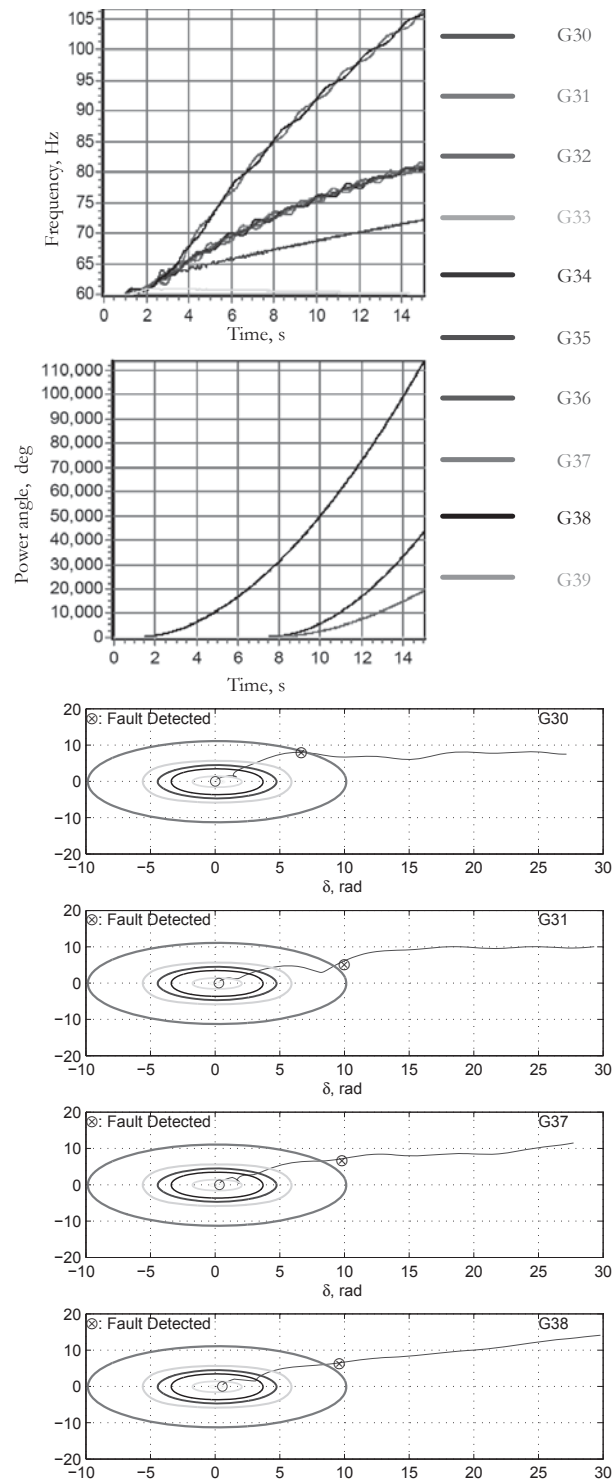 105
100
95
90
85
80
75
70
65
60
Frequency, Hz
0 2 4 6 8 10 12 14
Time, s
G30
G31
G32
G33
G34
G35
G36
G37
G38
G39
110,000
100,000
90,000
80,000
70,000
60,000
50,000
40,000
30,000
20,000
10,000
0
Power angle, deg
0 2 4 6 8 10 12 14
Time, s
20
10
0
−10
−20
⊗: Fault Detected
G30
−10 −5 0 5 10 15 20 25 30
δ, rad
20
10
0
−10
−20
⊗: Fault Detected
G31
−10 −5 0 5 10 15 20 25 30
δ, rad
20
10
0
−10
−20
⊗: Fault Detected
G37
−10 −5 0 5 10 15 20 25 30
δ, rad
20
10
0
−10
−20
⊗: Fault Detected
G38
−10 −5 0 5 10 15 20 25 30